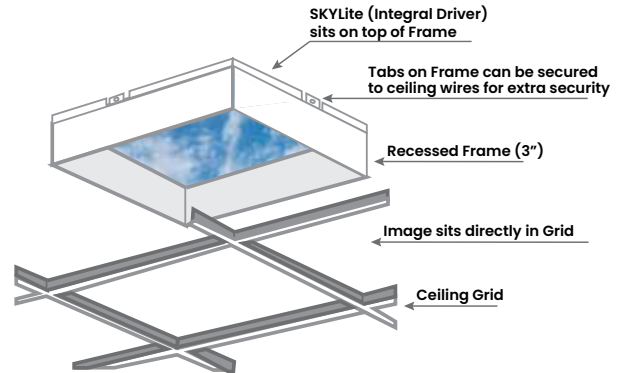 SKYLite (Integral Driver)
sits on top of Frame
Tabs on Frame can be secured
to ceiling wires for extra security
Recessed Frame (3”)
Image sits directly in Grid
Ceiling Grid